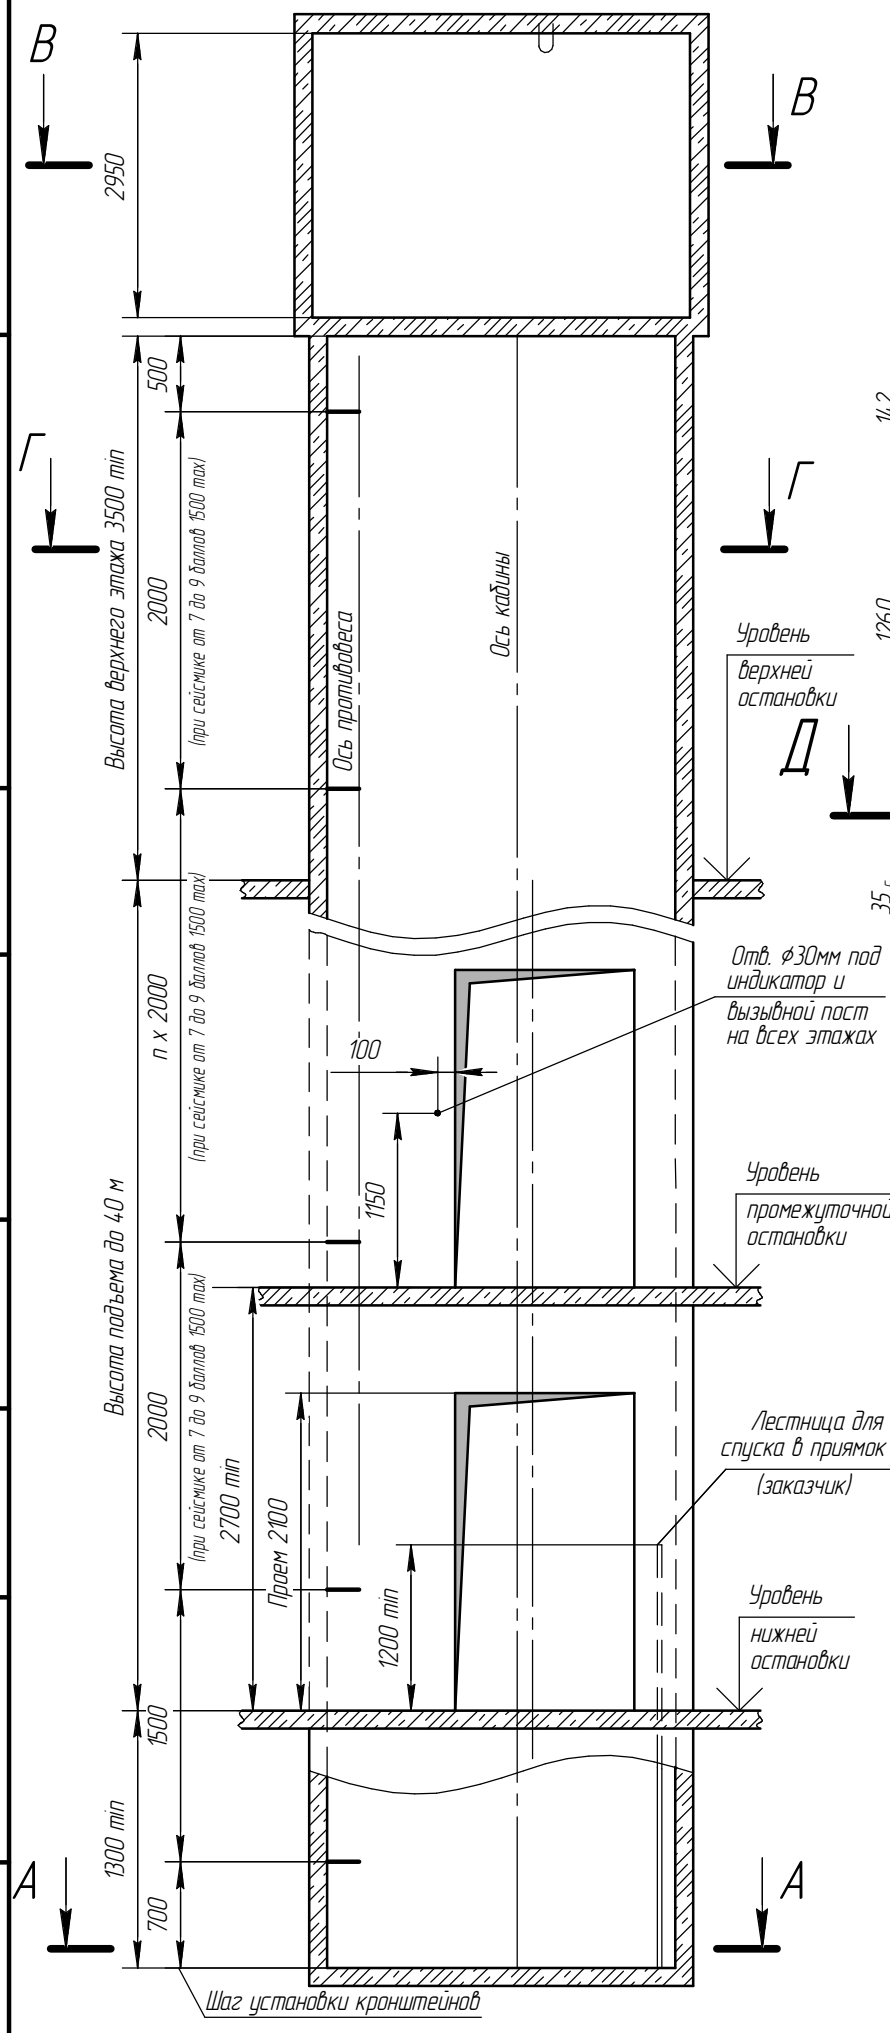 В
В
2950
500
Высота верхнего этажа 3500 min
2000
(при сейсмике от 7 до 9 баллов 1500 max)
Г
Г
Ось противовеса
Ось кабины
142
1260
Уровень
верхней
остановки
Д
35
n x 2000
(при сейсмике от 7 до 9 баллов 1500 max)
Отв. ϕ30мм под
индикатор и
вызывной пост
на всех этажах
100
1150
Уровень
промежуточной
остановки
Высота подъема до 40 м
2000
(при сейсмике от 7 до 9 баллов 1500 max)
2700 min
Проем 2100
1200 min
Лестница для
спуска в приямок
(заказчик)
Уровень
нижней
остановки
1500
1300 min
700
А
А
Шаг установки кронштейнов